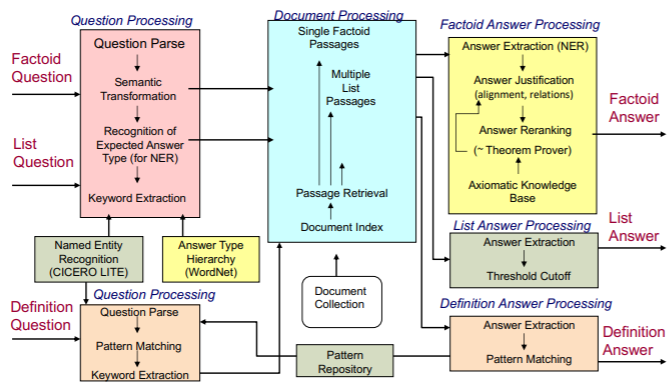 Question Processing
Document Processing
Factoid Answer Processing
Factoid
Question
List
Question
Question Parse
Semantic
Transformation
Recognition of
Expected Answer
Type (for NER)
Keyword Extraction
Single Factoid
Passages
Multiple
List
Passages
Passage Retrieval
Document Index
Answer Extraction (NER)
Answer Justification
(alignment, relations)
Answer Reranking
(~ Theorem Prover)
Axiomatic Knowledge
Base
Factoid
Answer
Named Entity
Recognition
(CICERO LITE)
Answer Type
Hierarchy
(WordNet)
Document
Collection
List Answer Processing
Answer Extraction
Threshold Cutoff
List
Answer
Question Processing
Definition
Question
Question Parse
Pattern Matching
Keyword Extraction
Pattern
Repository
Definition Answer Processing
Answer Extraction
Pattern Matching
Definition
Answer